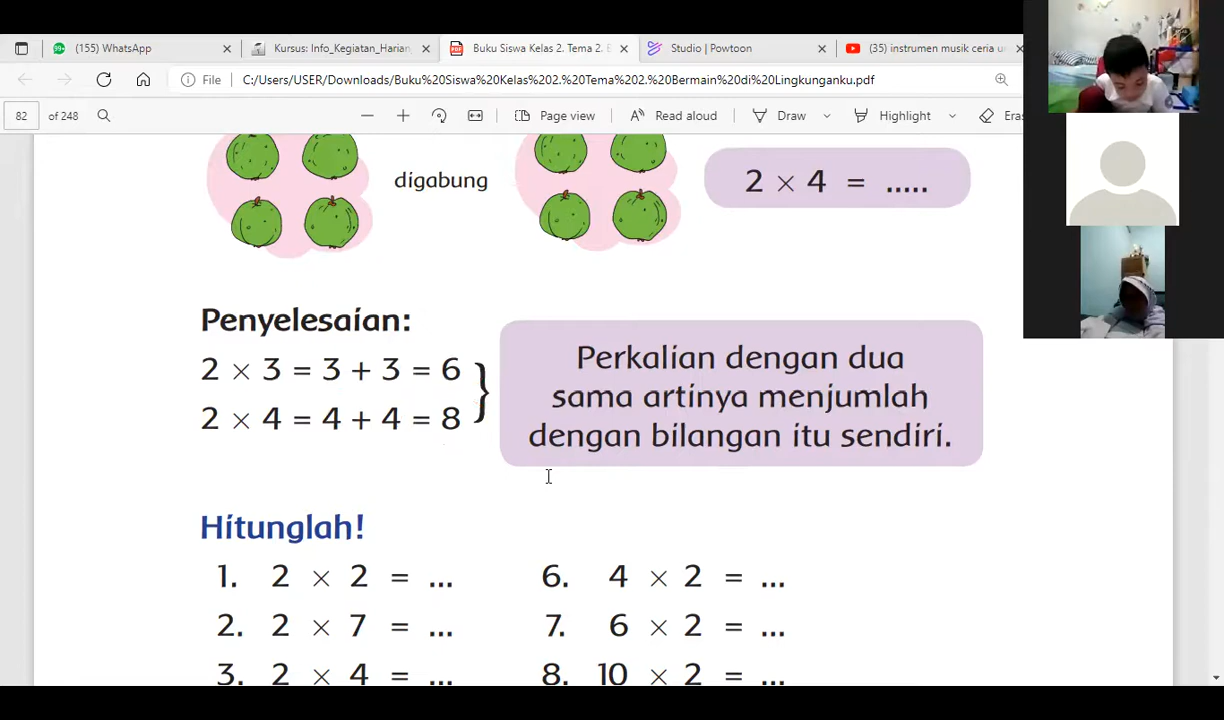 (155) WhatsApp
Kursus: Info_Kegiatan_Harian
Buku Siswa Kelas 2. Tema 2. B
Studio | Powtoon
(35) instrumen musik ceria u
File
C:/Users/USER/Downloads/Buku%20Siswa%20Kelas%202.%20Tema%202.%20Bermain%20di%20Lingkunganku.pdf
82 of 248
Page view
Read aloud
Draw
Highlight
Eras
digabung
2 × 4 = .....
Penyelesaian:
2 × 3 = 3 + 3 = 6
2 × 4 = 4 + 4 = 8
Perkalian dengan dua
sama artinya menjumlah
dengan bilangan itu sendiri.
Hitunglah!
1. 2 × 2 = ...
2. 2 × 7 = ...
3. 2 × 4 = ...
6. 4 × 2 = ...
7. 6 × 2 = ...
8. 10 × 2 = ...